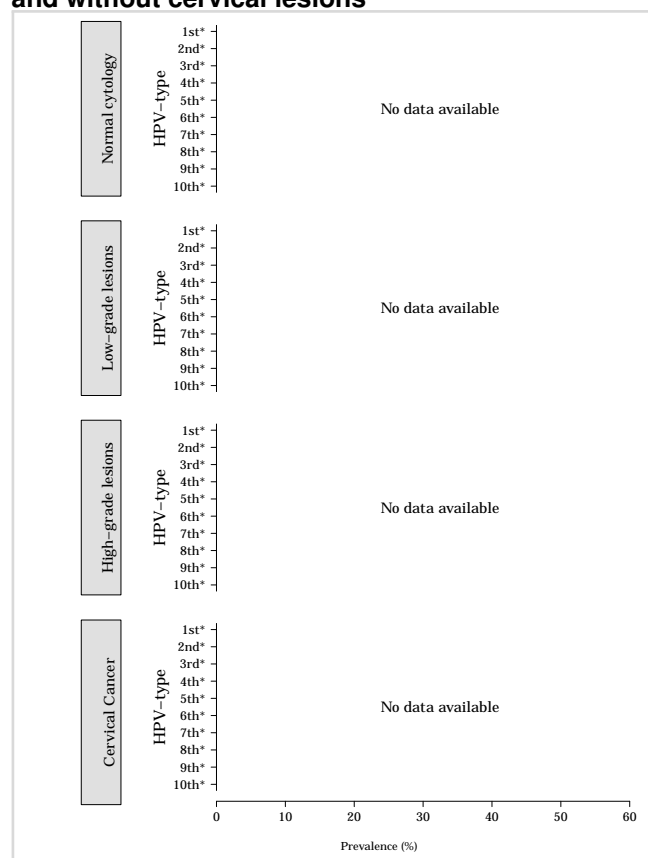 and without cervical lesions
Normal cytology
HPV−type
1st*
2nd*
3rd*
4th*
5th*
6th*
7th*
8th*
9th*
10th*
No data available
Low−grade lesions
HPV−type
1st*
2nd*
3rd*
4th*
5th*
6th*
7th*
8th*
9th*
10th*
No data available
High−grade lesions
HPV−type
1st*
2nd*
3rd*
4th*
5th*
6th*
7th*
8th*
9th*
10th*
No data available
Cervical Cancer
HPV−type
1st*
2nd*
3rd*
4th*
5th*
6th*
7th*
8th*
9th*
10th*
No data available
0 10 20 30 40 50 60
Prevalence (%)